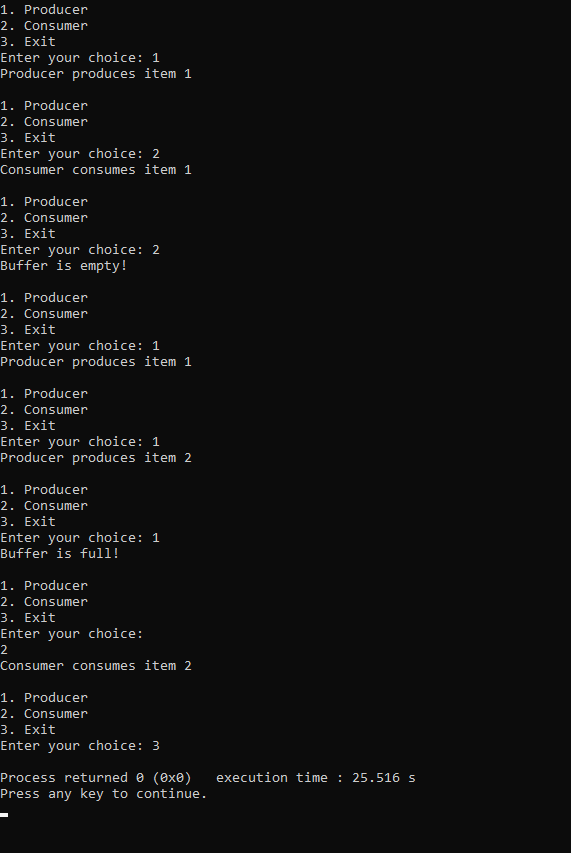 1. Producer
2. Consumer
3. Exit
Enter your choice: 1
Producer produces item 1
1. Producer
2. Consumer
3. Exit
Enter your choice: 2
Consumer consumes item 1
1. Producer
2. Consumer
3. Exit
Enter your choice: 2
Buffer is empty!
1. Producer
2. Consumer
3. Exit
Enter your choice: 1
Producer produces item 1
1. Producer
2. Consumer
3. Exit
Enter your choice: 1
Producer produces item 2
1. Producer
2. Consumer
3. Exit
Enter your choice: 1
Buffer is full!
1. Producer
2. Consumer
3. Exit
Enter your choice:
2
Consumer consumes item 2
1. Producer
2. Consumer
3. Exit
Enter your choice: 3
Process returned 0 (0x0)   execution time : 25.516 s
Press any key to continue.